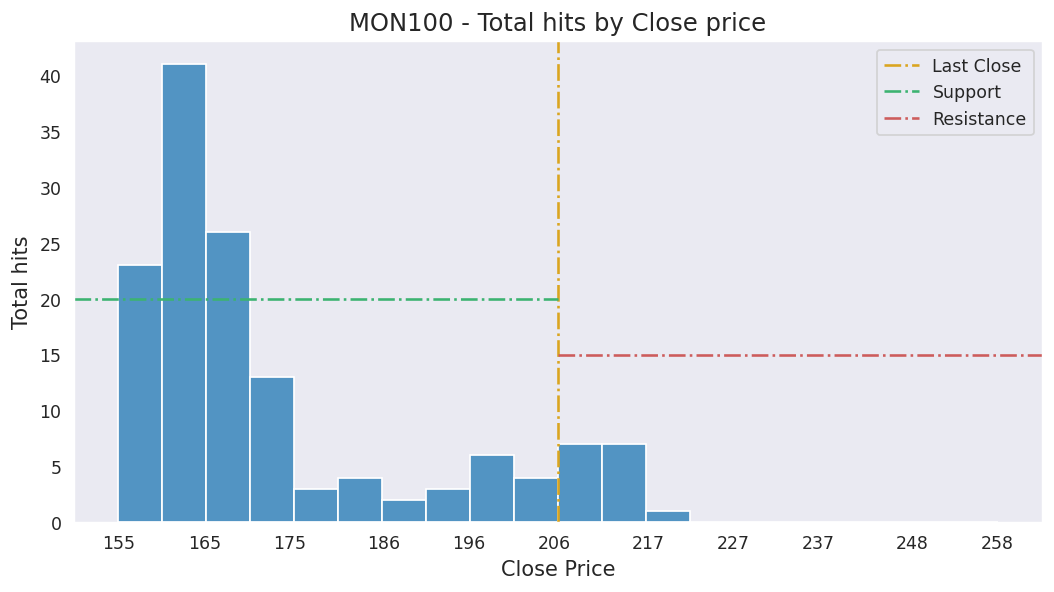 MON100 - Total hits by Close price
Last Close
Support
Resistance
Total hits
40
35
30
25
20
15
10
5
0
155 165 175 186 196 206 217 227 237 248 258
Close Price